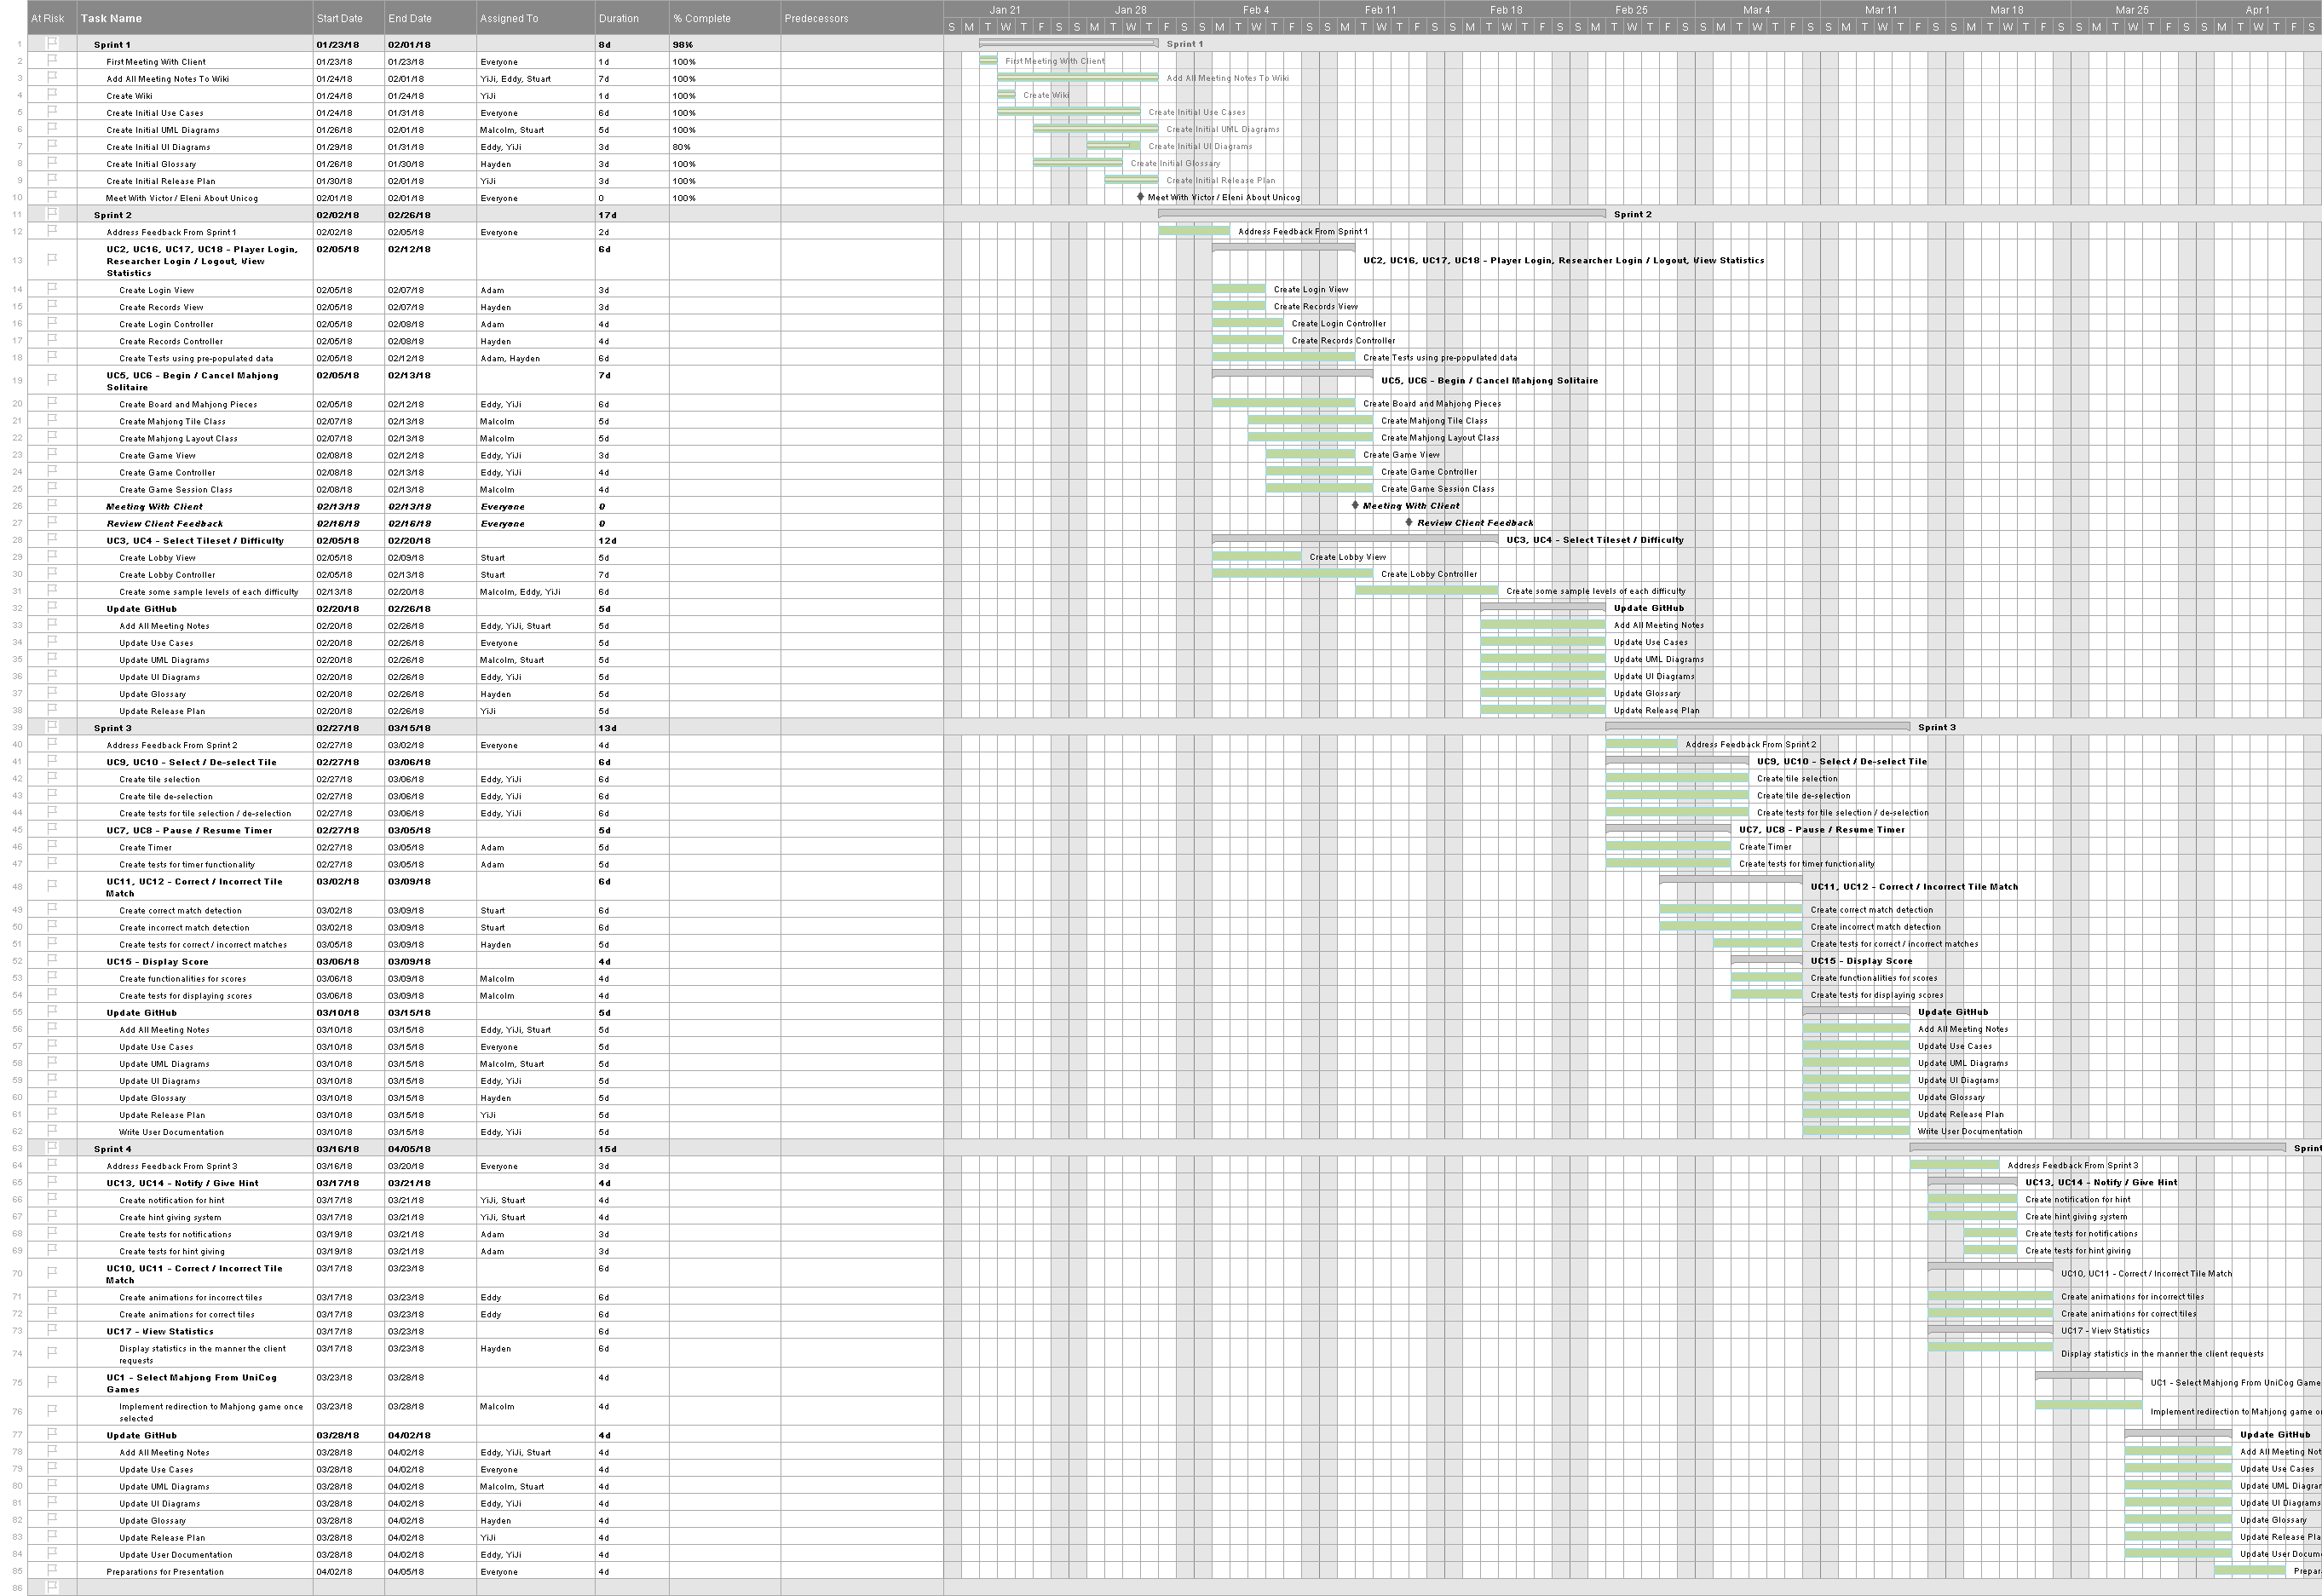 At Risk Task Name Start Date End Date Assigned To Duration % Complete Predecessors Jan 21 Jan 28 Feb 4 Feb 11 Feb 18 Feb 25 Mar 4 Mar 11 Mar 18 Mar 25 Apr 1
S M T W T F S S M T W T F S S M T W T F S S M T W T F S S M T W T F S S M T W T F S S M T W T F S S M T W T F S S M T W T F S S M T W T F S S M T W T F S
1 Sprint 1 01/23/18 02/01/18 8d 98% Sprint 1
2 First Meeting With Client 01/23/18 01/23/18 Everyone 1d 100% First Meeting With Client
3 Add All Meeting Notes To Wiki 01/24/18 02/01/18 YiJi, Eddy, Stuart 7d 100% Add All Meeting Notes To Wiki
4 Create Wiki 01/24/18 01/24/18 YiJi 1d 100% Create Wiki
5 Create Initial Use Cases 01/24/18 01/31/18 Everyone 6d 100% Create Initial Use Cases
6 Create Initial UML Diagrams 01/26/18 02/01/18 Malcolm, Stuart 5d 100% Create Initial UML Diagrams
7 Create Initial UI Diagrams 01/29/18 01/31/18 Eddy, YiJi 3d 80% Create Initial UI Diagrams
8 Create Initial Glossary 01/26/18 01/30/18 Hayden 3d 100% Create Initial Glossary
9 Create Initial Release Plan 01/30/18 02/01/18 YiJi 3d 100% Create Initial Release Plan
10 Meet With Victor / Eleni About Unicog 02/01/18 02/01/18 Everyone 0 100% Meet With Victor / Eleni About Unicog
11 Sprint 2 02/02/18 02/26/18 17d Sprint 2
12 Address Feedback From Sprint 1 02/02/18 02/05/18 Everyone 2d Address Feedback From Sprint 1
13 UC2, UC16, UC17, UC18 - Player Login, 02/05/18 02/12/18 6d
Researcher Login / Logout, View UC2, UC16, UC17, UC18 - Player Login, Researcher Login / Logout, View Statistics
Statistics
14 Create Login View 02/05/18 02/07/18 Adam 3d Create Login View
15 Create Records View 02/05/18 02/07/18 Hayden 3d Create Records View
16 Create Login Controller 02/05/18 02/08/18 Adam 4d Create Login Controller
17 Create Records Controller 02/05/18 02/08/18 Hayden 4d Create Records Controller
18 Create Tests using pre-populated data 02/05/18 02/12/18 Adam, Hayden 6d Create Tests using pre-populated data
19 UC5, UC6 - Begin / Cancel Mahjong 02/05/18 02/13/18 7d UC5, UC6 - Begin / Cancel Mahjong Solitaire
Solitaire
20 Create Board and Mahjong Pieces 02/05/18 02/12/18 Eddy, YiJi 6d Create Board and Mahjong Pieces
21 Create Mahjong Tile Class 02/07/18 02/13/18 Malcolm 5d Create Mahjong Tile Class
22 Create Mahjong Layout Class 02/07/18 02/13/18 Malcolm 5d Create Mahjong Layout Class
23 Create Game View 02/08/18 02/12/18 Eddy, YiJi 3d Create Game View
24 Create Game Controller 02/08/18 02/13/18 Eddy, YiJi 4d Create Game Controller
25 Create Game Session Class 02/08/18 02/13/18 Malcolm 4d Create Game Session Class
26 Meeting With Client 02/13/18 02/13/18 Everyone 0 Meeting With Client
27 Review Client Feedback 02/16/18 02/16/18 Everyone 0 Review Client Feedback
28 UC3, UC4 - Select Tileset / Difficulty 02/05/18 02/20/18 12d UC3, UC4 - Select Tileset / Difficulty
29 Create Lobby View 02/05/18 02/09/18 Stuart 5d Create Lobby View
30 Create Lobby Controller 02/05/18 02/13/18 Stuart 7d Create Lobby Controller
31 Create some sample levels of each difficulty 02/13/18 02/20/18 Malcolm, Eddy, YiJi 6d Create some sample levels of each difficulty
32 Update GitHub 02/20/18 02/26/18 5d Update GitHub
33 Add All Meeting Notes 02/20/18 02/26/18 Eddy, YiJi, Stuart 5d Add All Meeting Notes
34 Update Use Cases 02/20/18 02/26/18 Everyone 5d Update Use Cases
35 Update UML Diagrams 02/20/18 02/26/18 Malcolm, Stuart 5d Update UML Diagrams
36 Update UI Diagrams 02/20/18 02/26/18 Eddy, YiJi 5d Update UI Diagrams
37 Update Glossary 02/20/18 02/26/18 Hayden 5d Update Glossary
38 Update Release Plan 02/20/18 02/26/18 YiJi 5d Update Release Plan
39 Sprint 3 02/27/18 03/15/18 13d Sprint 3
40 Address Feedback From Sprint 2 02/27/18 03/02/18 Everyone 4d Address Feedback From Sprint 2
41 UC9, UC10 - Select / De-select Tile 02/27/18 03/06/18 6d UC9, UC10 - Select / De-select Tile
42 Create tile selection 02/27/18 03/06/18 Eddy, YiJi 6d Create tile selection
43 Create tile de-selection 02/27/18 03/06/18 Eddy, YiJi 6d Create tile de-selection
44 Create tests for tile selection / de-selection 02/27/18 03/06/18 Eddy, YiJi 6d Create tests for tile selection / de-selection
45 UC7, UC8 - Pause / Resume Timer 02/27/18 03/05/18 5d UC7, UC8 - Pause / Resume Timer
46 Create Timer 02/27/18 03/05/18 Adam 5d Create Timer
47 Create tests for timer functionality 02/27/18 03/05/18 Adam 5d Create tests for timer functionality
48 UC11, UC12 - Correct / Incorrect Tile 03/02/18 03/09/18 6d UC11, UC12 - Correct / Incorrect Tile Match
Match
49 Create correct match detection 03/02/18 03/09/18 Stuart 6d Create correct match detection
50 Create incorrect match detection 03/02/18 03/09/18 Stuart 6d Create incorrect match detection
51 Create tests for correct / incorrect matches 03/05/18 03/09/18 Hayden 5d Create tests for correct / incorrect matches
52 UC15 - Display Score 03/06/18 03/09/18 4d UC15 - Display Score
53 Create functionalities for scores 03/06/18 03/09/18 Malcolm 4d Create functionalities for scores
54 Create tests for displaying scores 03/06/18 03/09/18 Malcolm 4d Create tests for displaying scores
55 Update GitHub 03/10/18 03/15/18 5d Update GitHub
56 Add All Meeting Notes 03/10/18 03/15/18 Eddy, YiJi, Stuart 5d Add All Meeting Notes
57 Update Use Cases 03/10/18 03/15/18 Everyone 5d Update Use Cases
58 Update UML Diagrams 03/10/18 03/15/18 Malcolm, Stuart 5d Update UML Diagrams
59 Update UI Diagrams 03/10/18 03/15/18 Eddy, YiJi 5d Update UI Diagrams
60 Update Glossary 03/10/18 03/15/18 Hayden 5d Update Glossary
61 Update Release Plan 03/10/18 03/15/18 YiJi 5d Update Release Plan
62 Write User Documentation 03/10/18 03/15/18 Eddy, YiJi 5d Write User Documentation
63 Sprint 4 03/16/18 04/05/18 15d Sprint
64 Address Feedback From Sprint 3 03/16/18 03/20/18 Everyone 3d Address Feedback From Sprint 3
65 UC13, UC14 - Notify / Give Hint 03/17/18 03/21/18 4d UC13, UC14 - Notify / Give Hint
66 Create notification for hint 03/17/18 03/21/18 YiJi, Stuart 4d Create notification for hint
67 Create hint giving system 03/17/18 03/21/18 YiJi, Stuart 4d Create hint giving system
68 Create tests for notifications 03/19/18 03/21/18 Adam 3d Create tests for notifications
69 Create tests for hint giving 03/19/18 03/21/18 Adam 3d Create tests for hint giving
70 UC10, UC11 - Correct / Incorrect Tile 03/17/18 03/23/18 6d UC10, UC11 - Correct / Incorrect Tile Match
Match
71 Create animations for incorrect tiles 03/17/18 03/23/18 Eddy 6d Create animations for incorrect tiles
72 Create animations for correct tiles 03/17/18 03/23/18 Eddy 6d Create animations for correct tiles
73 UC17 - View Statistics 03/17/18 03/23/18 6d UC17 - View Statistics
74 Display statistics in the manner the client 03/17/18 03/23/18 Hayden 6d Display statistics in the manner the client requests
requests
75 UC1 - Select Mahjong From UniCog 03/23/18 03/28/18 4d UC1 - Select Mahjong From UniCog Game
Games
76 Implement redirection to Mahjong game once 03/23/18 03/28/18 Malcolm 4d Implement redirection to Mahjong game o
selected
77 Update GitHub 03/28/18 04/02/18 4d Update GitHub
78 Add All Meeting Notes 03/28/18 04/02/18 Eddy, YiJi, Stuart 4d Add All Meeting Not
79 Update Use Cases 03/28/18 04/02/18 Everyone 4d Update Use Cases
80 Update UML Diagrams 03/28/18 04/02/18 Malcolm, Stuart 4d Update UML Diagrar
81 Update UI Diagrams 03/28/18 04/02/18 Eddy, YiJi 4d Update UI Diagrams
82 Update Glossary 03/28/18 04/02/18 Hayden 4d Update Glossary
83 Update Release Plan 03/28/18 04/02/18 YiJi 4d Update Release Pla
84 Update User Documentation 03/28/18 04/02/18 Eddy, YiJi 4d Update User Docum
85 Preparations for Presentation 04/02/18 04/05/18 Everyone 4d Prepar
86